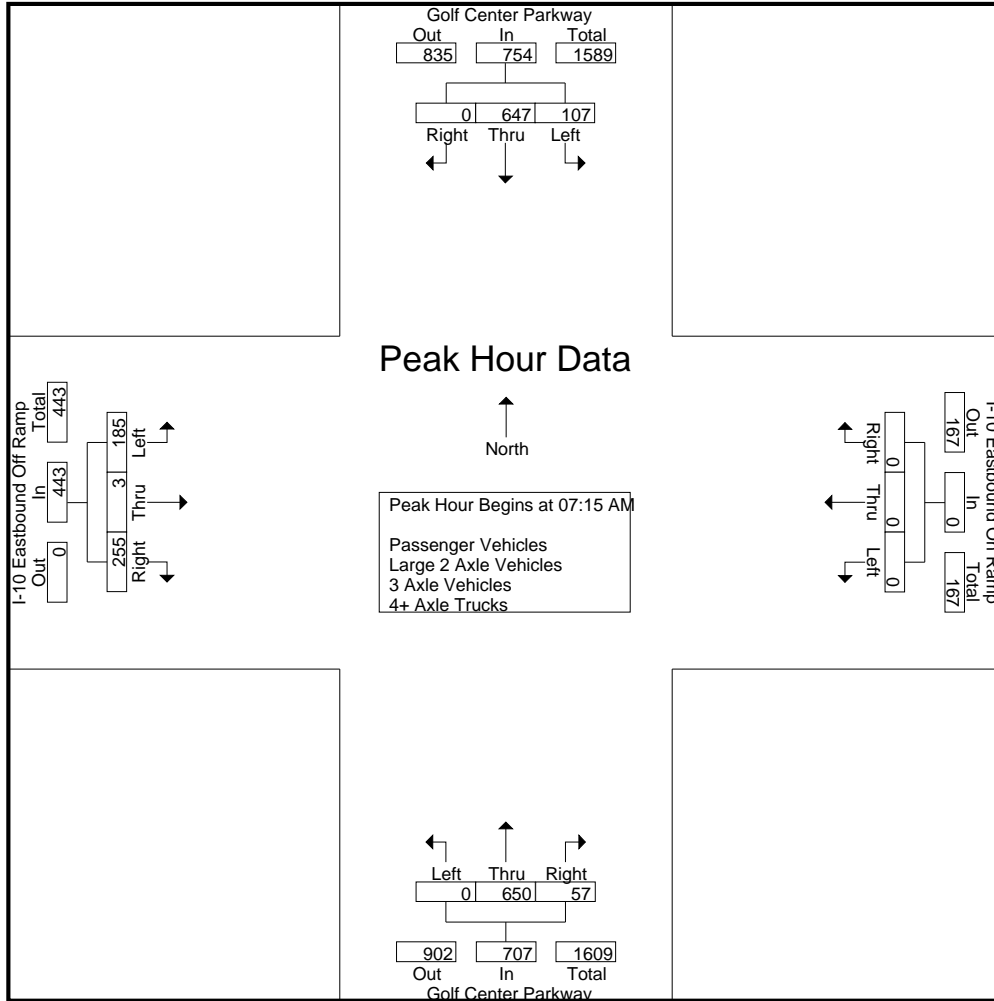 Golf Center Parkway
Out In Total
835 754 1589
0 647 107
Right Thru Left
Peak Hour Data
North
Peak Hour Begins at 07:15 AM
Passenger Vehicles
Large 2 Axle Vehicles
3 Axle Vehicles
4+ Axle Trucks
I-10 Eastbound Off Ramp
Out In Total
0 443 443
255 3 185
Right Thru Left
I-10 Eastbound On Ramp
Out In Total
167 0 167
0 0 0
Right Thru Left
Left Thru Right
0 650 57
902 707 1609
Out In Total
Golf Center Parkway